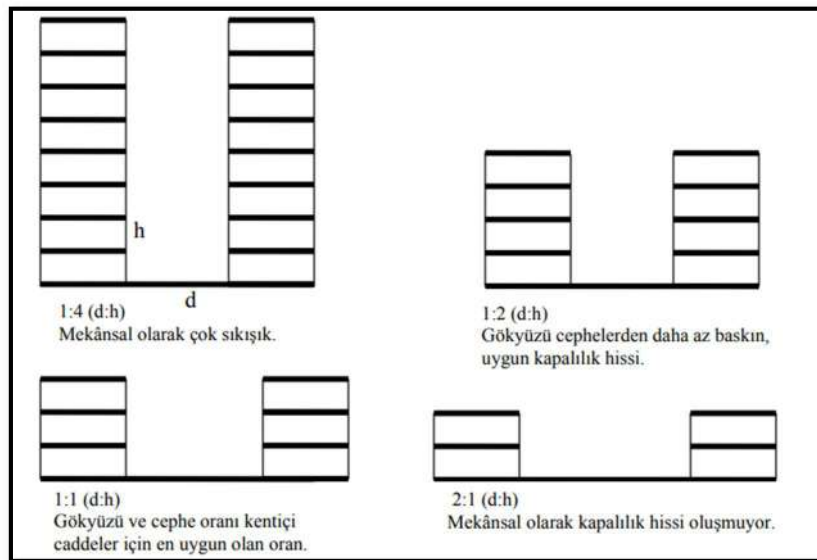 h
d
1:4 (d:h)
Mekânsal olarak çok sıkışık.
1:2 (d:h)
Gökyüzü cephelerden daha az baskın,
uygun kapalılık hissi.
1:1 (d:h)
Gökyüzü ve cephe oranı kentiçi
caddeler için en uygun olan oran.
2:1 (d:h)
Mekânsal olarak kapalılık hissi oluşmuyor.